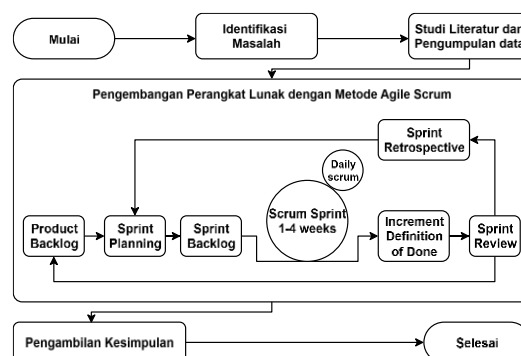 Mulai
Identifikasi
Masalah
Studi Literatur dan
Pengumpulan data
Pengembangan Perangkat Lunak dengan Metode Agile Scrum
Sprint
Retrospective
Daily
scrum
Product
Backlog
Sprint
Planning
Sprint
Backlog
Scrum Sprint
1-4 weeks
Increment
Definition
of Done
Sprint
Review
Pengambilan Kesimpulan
Selesai